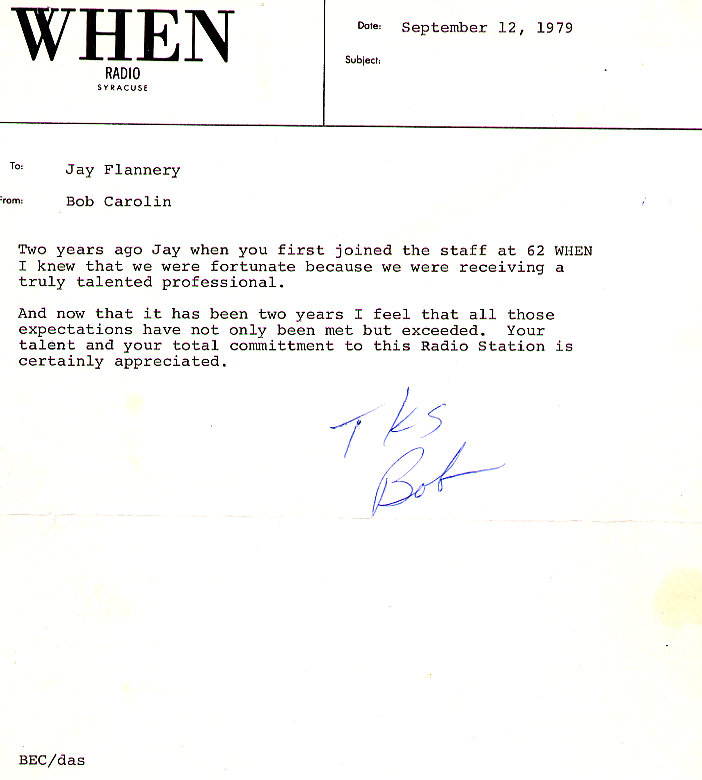 WHEN
RADIO
SYRACUSE
Date: September 12, 1979
Subject:
To: Jay Flannery
From: Bob Carolin
Two years ago Jay when you first joined the staff at 62 WHEN
I knew that we were fortunate because we were receiving a
truly talented professional.
And now that it has been two years I feel that all those
expectations have not only been met but exceeded. Your
talent and your total committment to this Radio Station is
certainly appreciated.
TKS
Bob
BEC/das